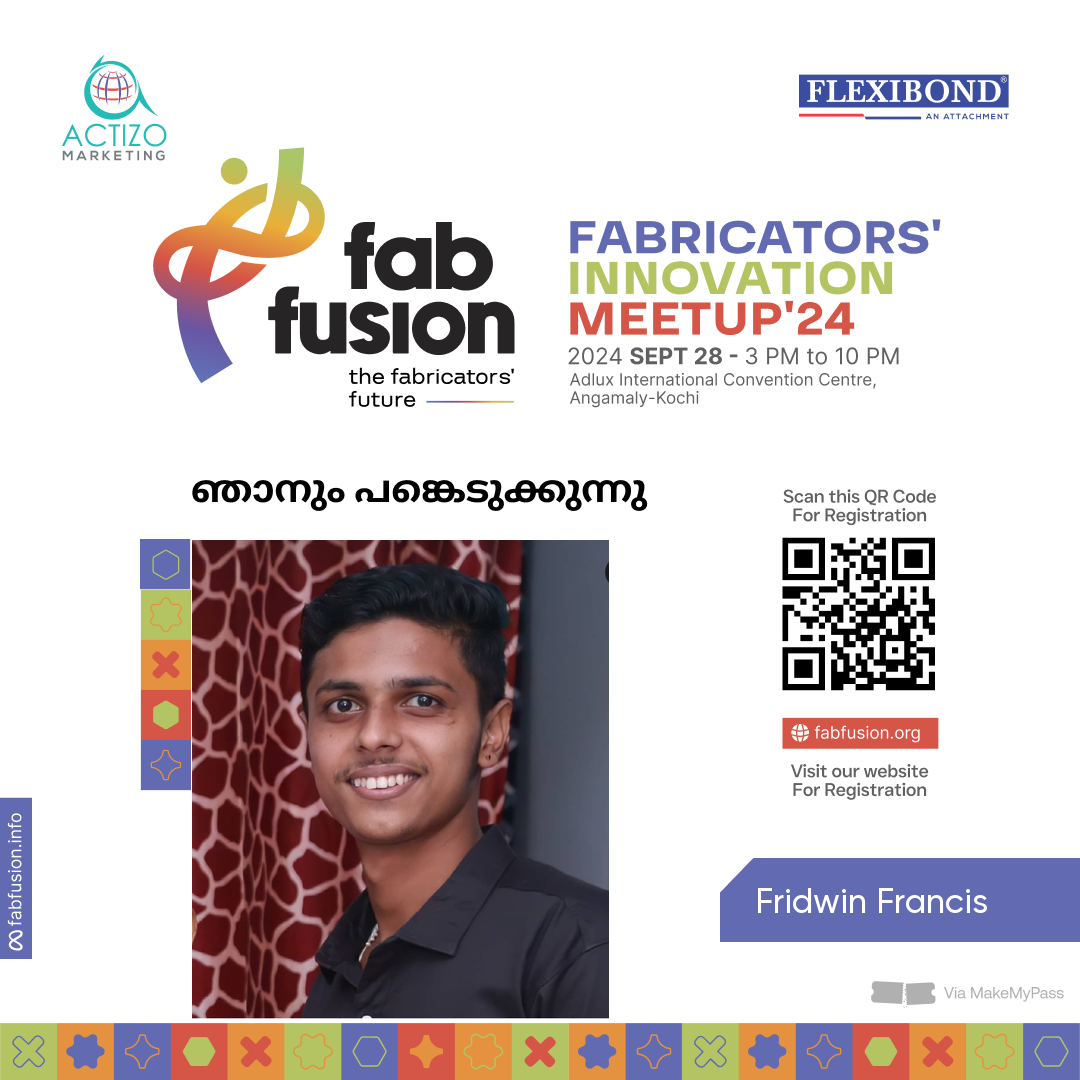 ACTIZO
MARKETING
FLEXIBOND®
AN ATTACHMENT
fab
fusion
the fabricators'
future
FABRICATORS'
INNOVATION
MEETUP'24
2024 SEPT 28 - 3 PM to 10 PM
Adlux International Convention Centre,
Angamaly-Kochi
ഞാനും പങ്കെടുക്കുന്നു
Scan this QR Code
For Registration
fabfusion.org
Visit our website
For Registration
fabfusion.info
Fridwin Francis
Via MakeMyPass